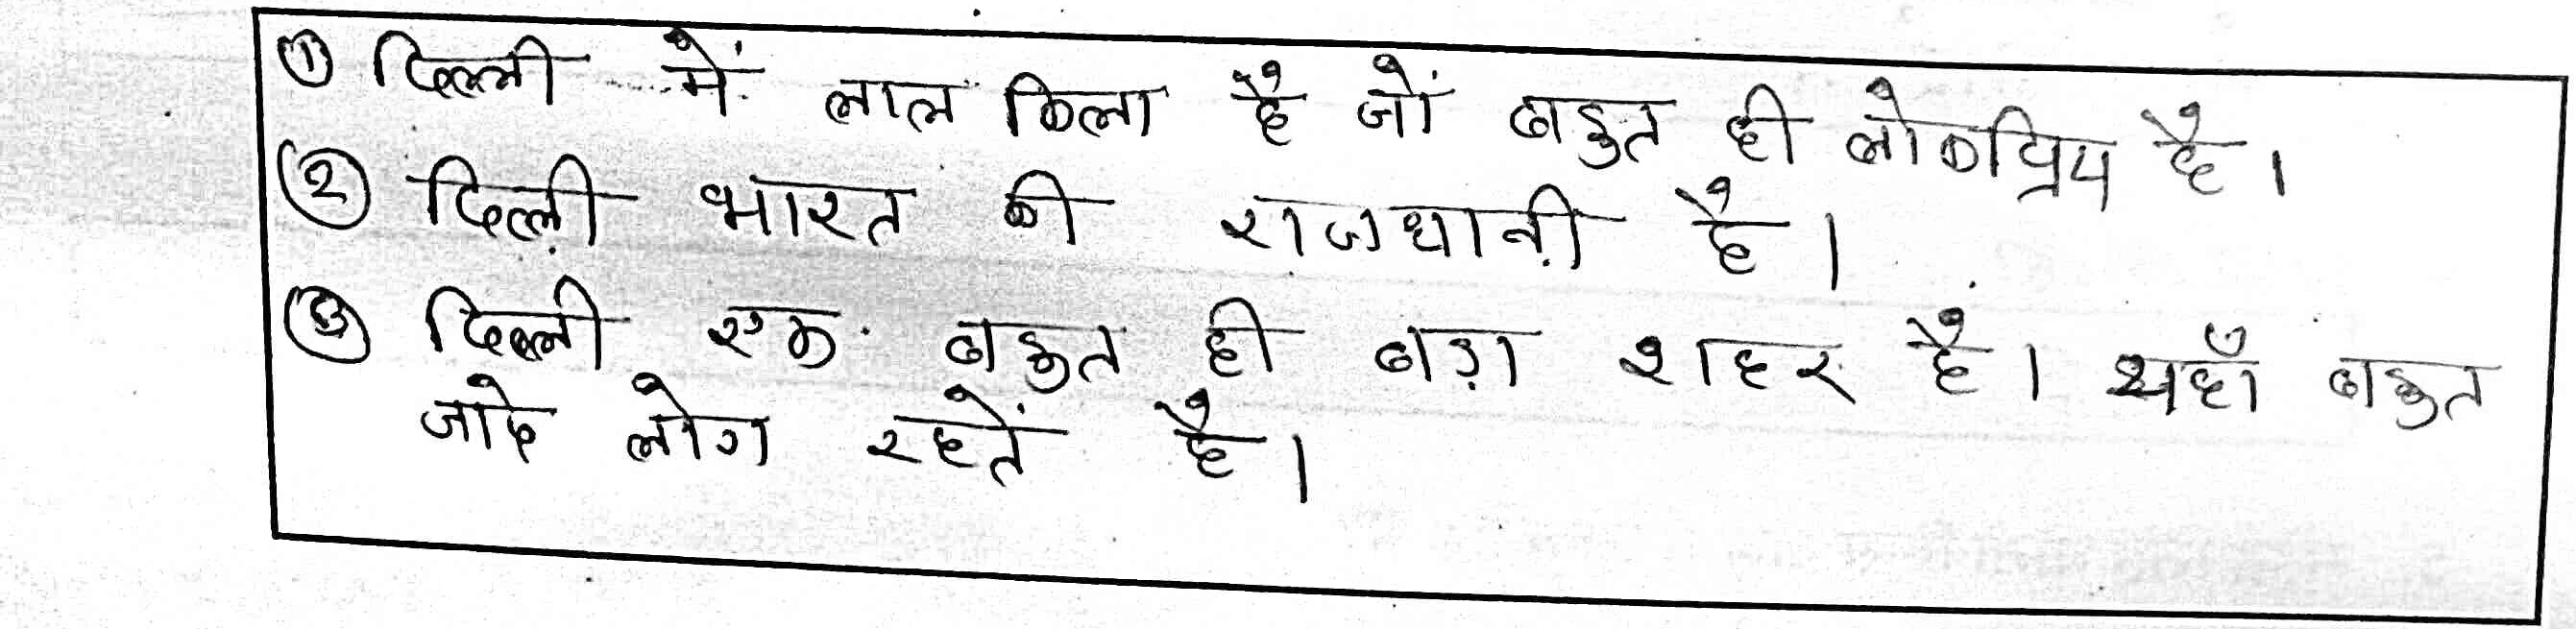 ① दिल्ली में लाल किला है जों बहुत ही लोकप्रिय है।
② दिल्ली भारत की राजधानी है।
③ दिल्ली एक बहुत ही बड़ा शहर है। यहाँ बहुत
जादे लोग रहतें है।